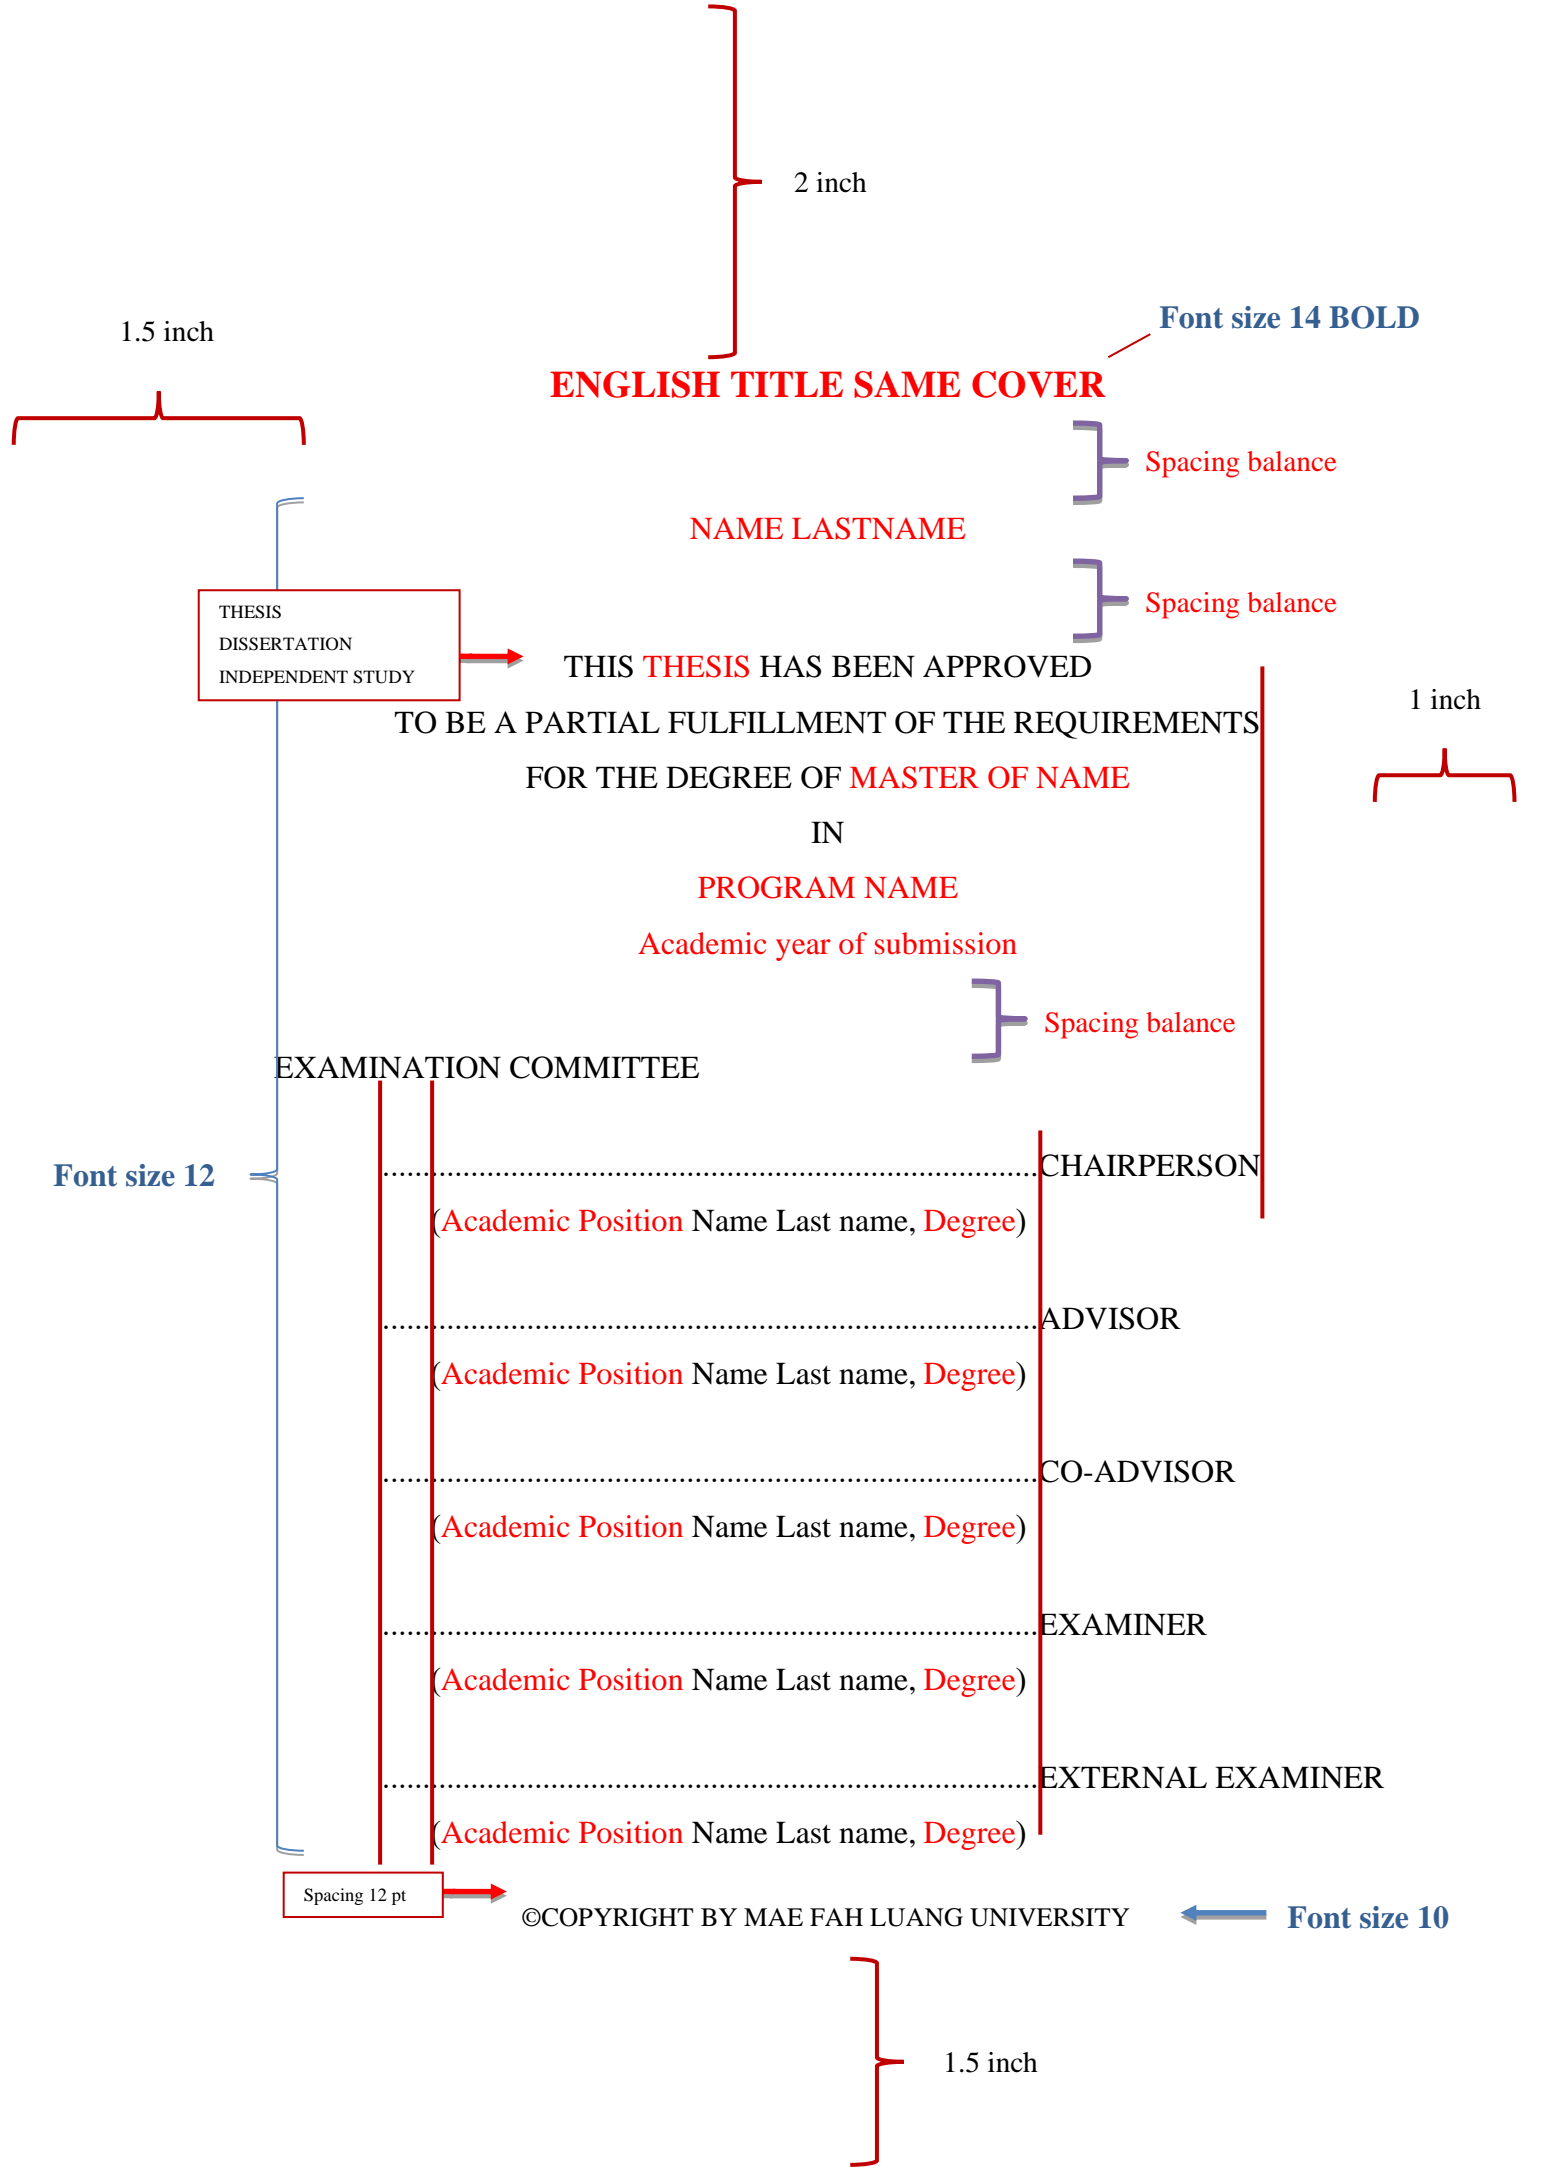 2 inch
Font size 14 BOLD
1.5 inch
ENGLISH TITLE SAME COVER
Spacing balance
NAME LASTNAME
Spacing balance
THESIS
DISSERTATION
INDEPENDENT STUDY
THIS THESIS HAS BEEN APPROVED
1 inch
TO BE A PARTIAL FULFILLMENT OF THE REQUIREMENTS
FOR THE DEGREE OF MASTER OF NAME
IN
PROGRAM NAME
Academic year of submission
Spacing balance
EXAMINATION COMMITTEE
Font size 12
................................................................................CHAIRPERSON
(Academic Position Name Last name, Degree)
................................................................................ADVISOR
(Academic Position Name Last name, Degree)
................................................................................CO-ADVISOR
(Academic Position Name Last name, Degree)
................................................................................EXAMINER
(Academic Position Name Last name, Degree)
................................................................................EXTERNAL EXAMINER
(Academic Position Name Last name, Degree)
Spacing 12 pt
©COPYRIGHT BY MAE FAH LUANG UNIVERSITY
Font size 10
1.5 inch